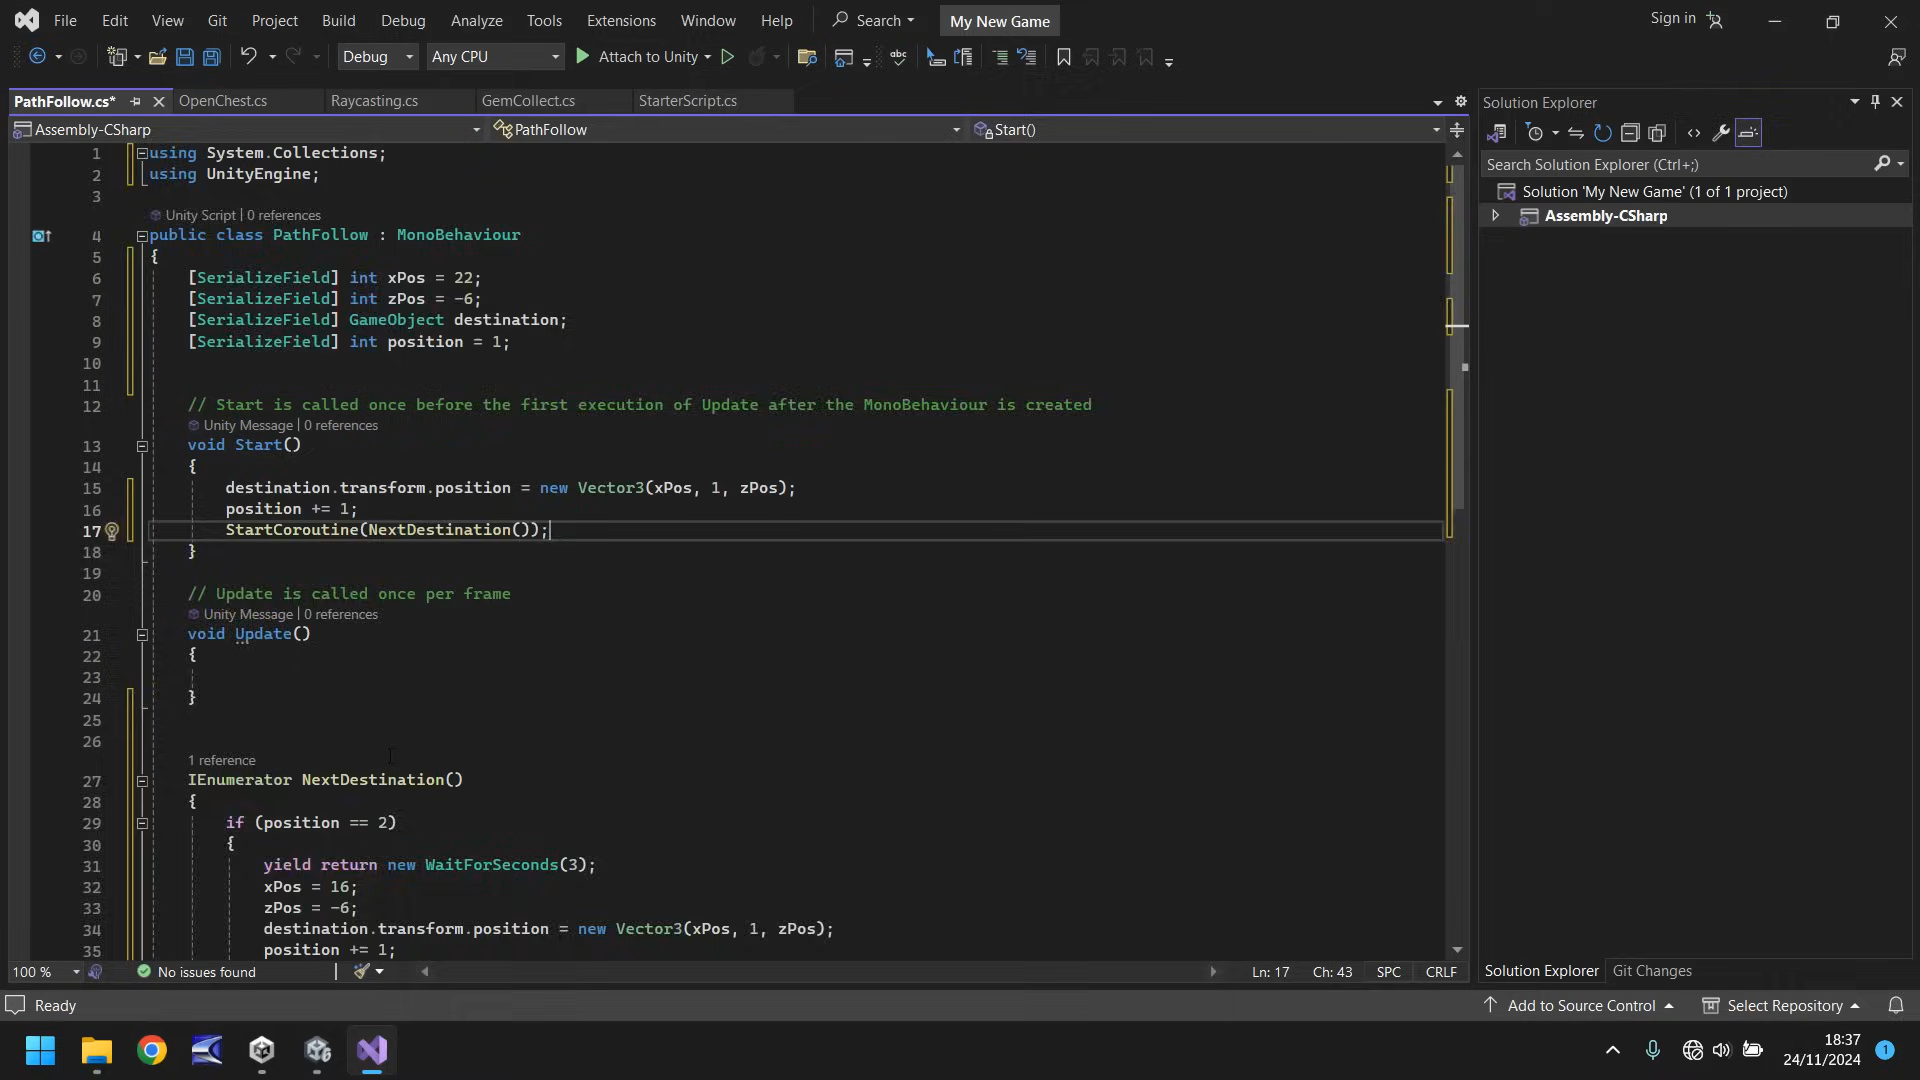 File Edit View Git Project Build Debug Analyze Tools Extensions Window Help Search My New Game Sign in
Debug Any CPU Attach to Unity
PathFollow.cs* OpenChest.cs Raycasting.cs GemCollect.cs StarterScript.cs
Assembly-CSharp PathFollow Start()
1 using System.Collections;
2 using UnityEngine;
3
Unity Script | 0 references
4 public class PathFollow : MonoBehaviour
5 {
6 [SerializeField] int xPos = 22;
7 [SerializeField] int zPos = -6;
8 [SerializeField] GameObject destination;
9 [SerializeField] int position = 1;
10
11
12 // Start is called once before the first execution of Update after the MonoBehaviour is created
Unity Message | 0 references
13 void Start()
14 {
15 destination.transform.position = new Vector3(xPos, 1, zPos);
16 position += 1;
17 StartCoroutine(NextDestination());
18 }
19
20 // Update is called once per frame
Unity Message | 0 references
21 void Update()
22 {
23
24 }
25
26
1 reference
27 IEnumerator NextDestination()
28 {
29 if (position == 2)
30 {
31 yield return new WaitForSeconds(3);
32 xPos = 16;
33 zPos = -6;
34 destination.transform.position = new Vector3(xPos, 1, zPos);
35 position += 1;
100 % No issues found Ln: 17 Ch: 43 SPC CRLF
Solution Explorer
Search Solution Explorer (Ctrl+;)
Solution 'My New Game' (1 of 1 project)
Assembly-CSharp
Solution Explorer Git Changes
Ready Add to Source Control Select Repository
18:37
24/11/2024 1